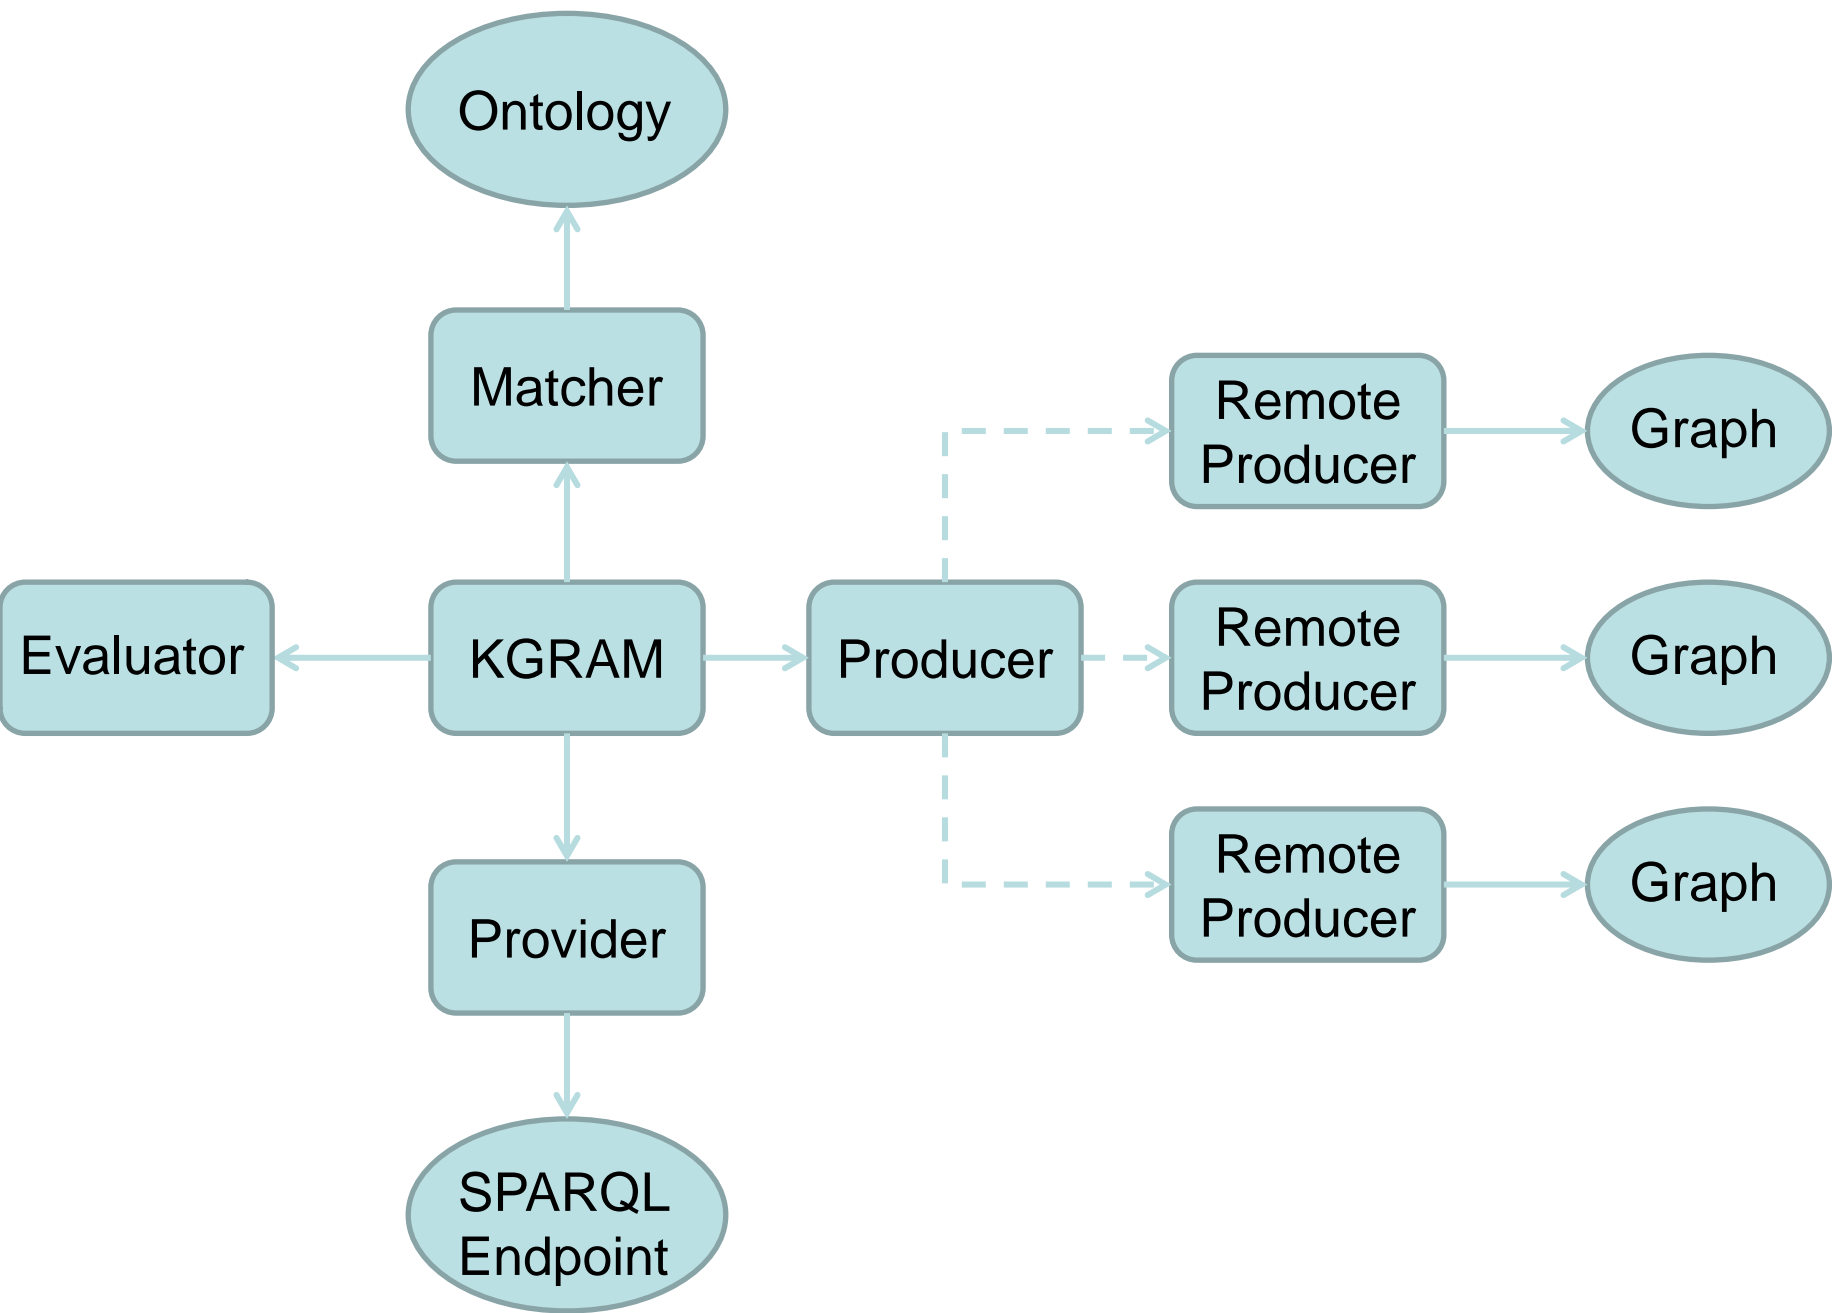 Ontology
Matcher
Remote
Producer
Graph
Evaluator
KGRAM
Producer
Remote
Producer
Graph
Remote
Producer
Graph
Provider
SPARQL
Endpoint